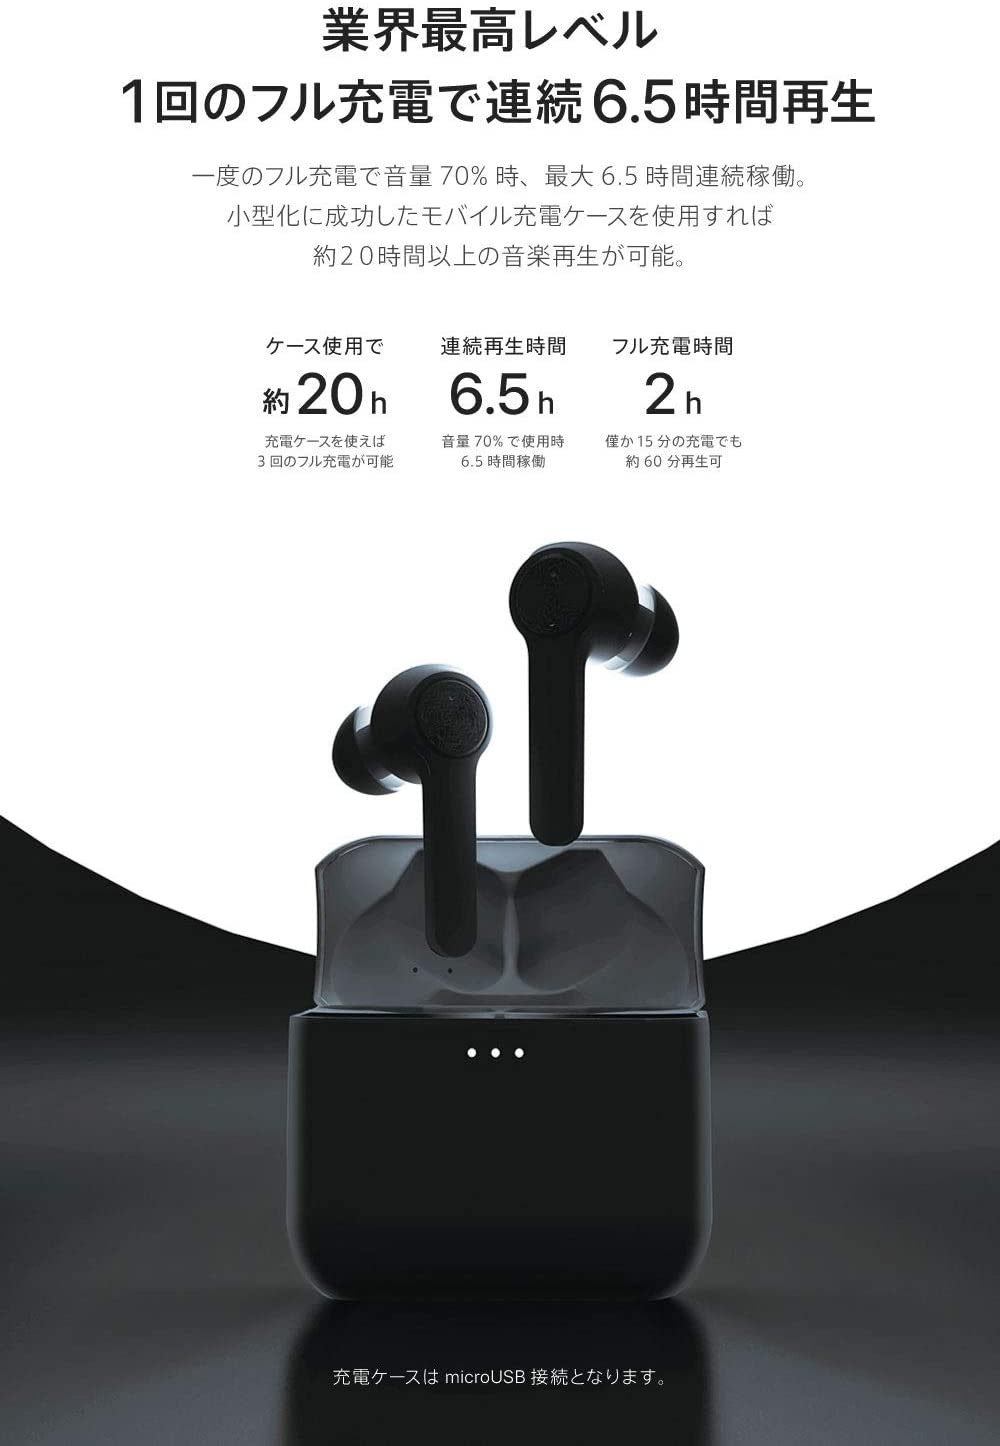 業界最高レベル
1回のフル充電で連続6.5時間再生
一度のフル充電で音量 70% 時、最大 6.5 時間連続稼働。
小型化に成功したモバイル充電ケースを使用すれば
約20時間以上の音楽再生が可能。
ケース使用で
約20h
充電ケースを使えば
3 回のフル充電が可能
連続再生時間
6.5h
音量 70% で使用時
6.5 時間稼働
フル充電時間
2h
僅か 15 分の充電でも
約 60 分再生可
充電ケースは microUSB 接続となります。